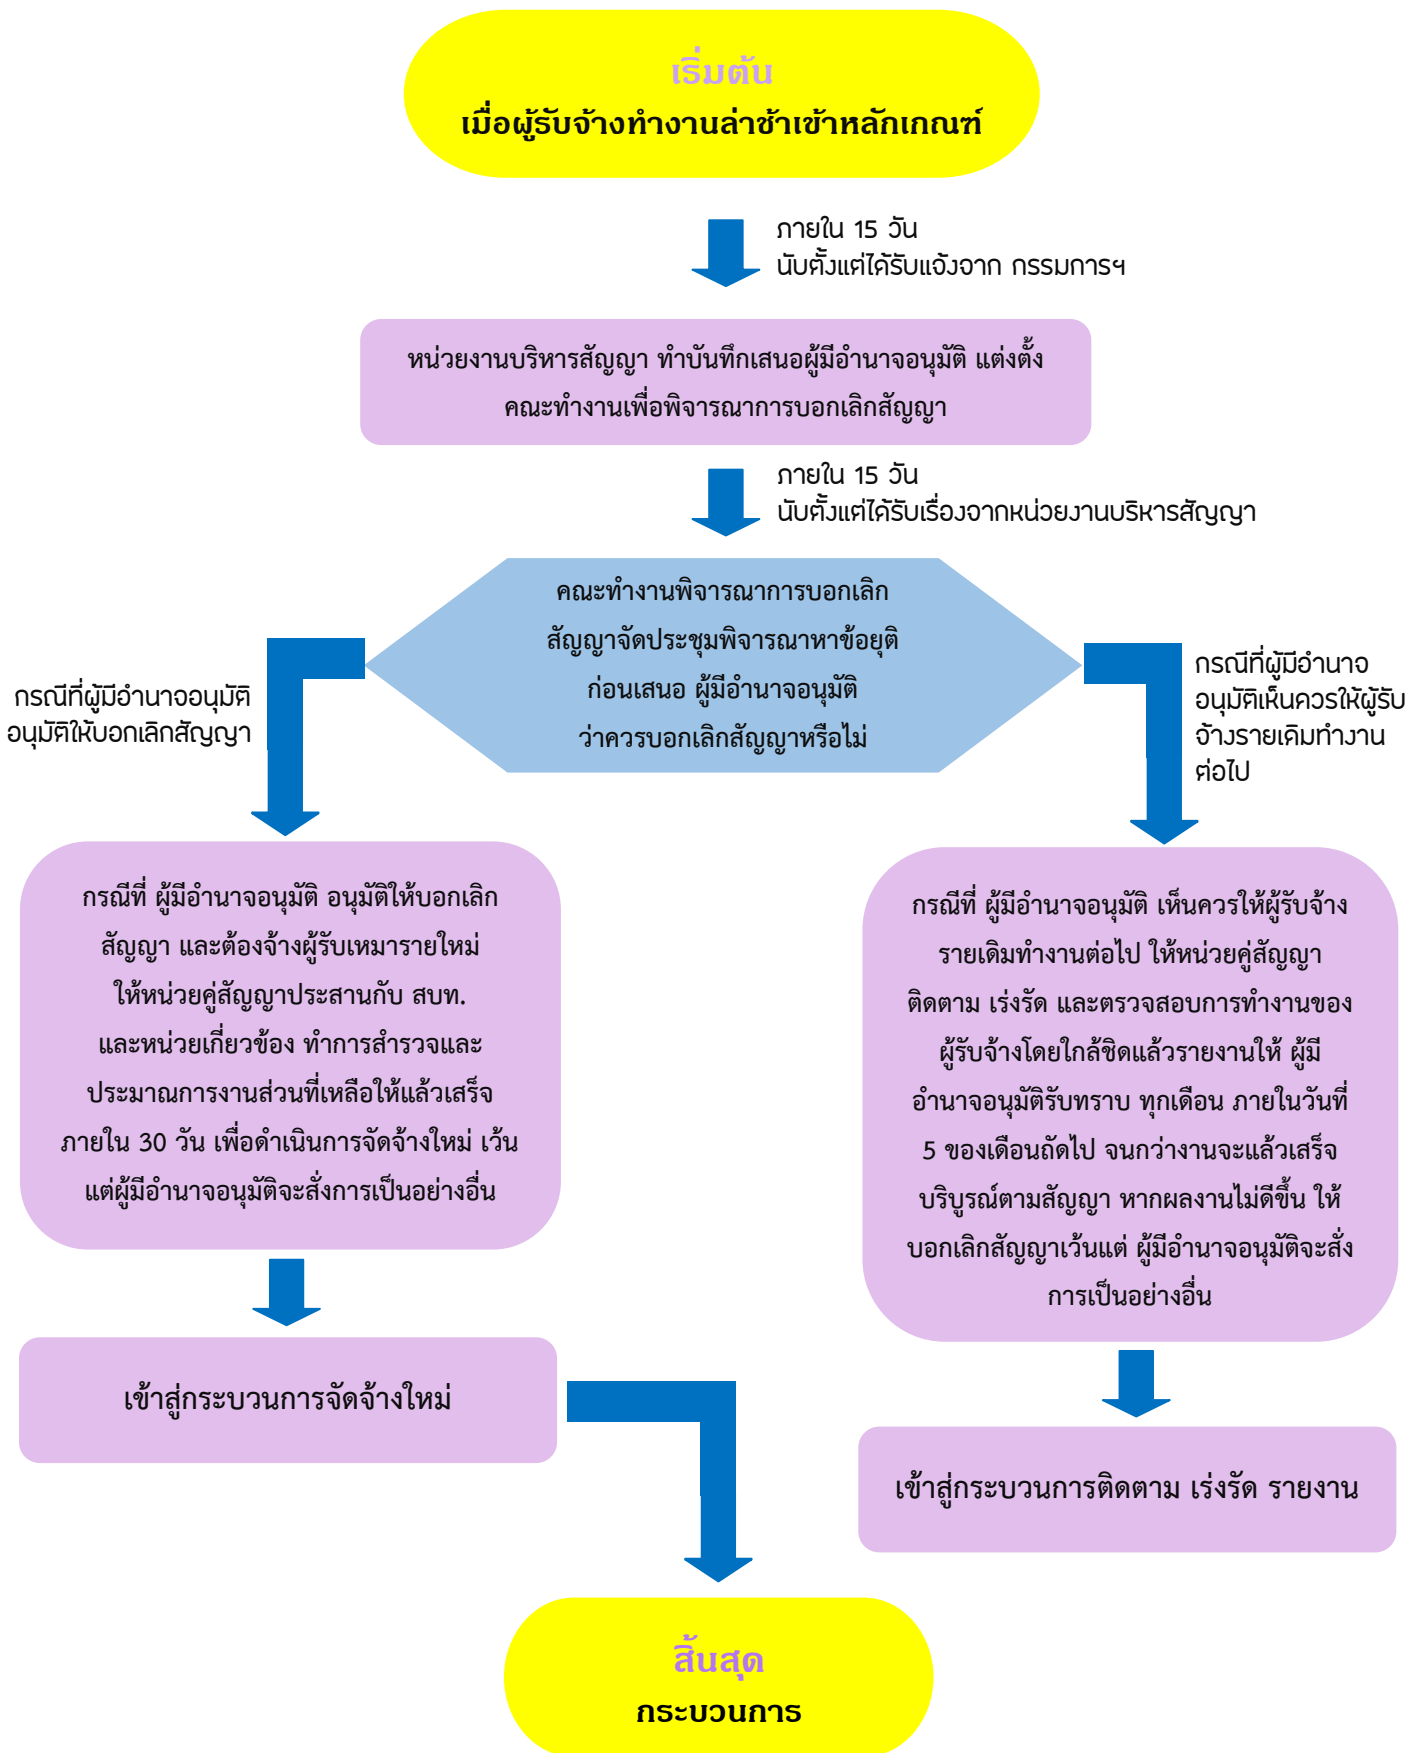 เริ่มต้น
เมื่อผู้รับจ้างทำงานล่าช้าเข้าหลักเกณฑ์
ภายใน 15 วัน
นับตั้งแต่ได้รับแจ้งจาก กรรมการฯ
หน่วยงานบริหารสัญญา ทำบันทึกเสนอผู้มีอำนาจอนุมัติ แต่งตั้ง
คณะทำงานเพื่อพิจารณาการบอกเลิกสัญญา
ภายใน 15 วัน
นับตั้งแต่ได้รับเรื่องจากหน่วยงานบริหารสัญญา
คณะทำงานพิจารณาการบอกเลิก
สัญญาจัดประชุมพิจารณาหาข้อยุติ
ก่อนเสนอ ผู้มีอำนาจอนุมัติ
ว่าควรบอกเลิกสัญญาหรือไม่
กรณีที่ผู้มีอำนาจอนุมัติ
อนุมัติให้บอกเลิกสัญญา
กรณีที่ผู้มีอำนาจ
อนุมัติเห็นควรให้ผู้รับ
จ้างรายเดิมทำงาน
ต่อไป
กรณีที่ ผู้มีอำนาจอนุมัติ อนุมัติให้บอกเลิก
สัญญา และต้องจ้างผู้รับเหมารายใหม่
ให้หน่วยคู่สัญญาประสานกับ สบท.
และหน่วยเกี่ยวข้อง ทำการสำรวจและ
ประมาณการงานส่วนที่เหลือให้แล้วเสร็จ
ภายใน 30 วัน เพื่อดำเนินการจัดจ้างใหม่ เว้น
แต่ผู้มีอำนาจอนุมัติจะสั่งการเป็นอย่างอื่น
กรณีที่ ผู้มีอำนาจอนุมัติ เห็นควรให้ผู้รับจ้าง
รายเดิมทำงานต่อไป ให้หน่วยคู่สัญญา
ติดตาม เร่งรัด และตรวจสอบการทำงานของ
ผู้รับจ้างโดยใกล้ชิดแล้วรายงานให้ ผู้มี
อำนาจอนุมัติรับทราบ ทุกเดือน ภายในวันที่
5 ของเดือนถัดไป จนกว่างานจะแล้วเสร็จ
บริบูรณ์ตามสัญญา หากผลงานไม่ดีขึ้น ให้
บอกเลิกสัญญาเว้นแต่ ผู้มีอำนาจอนุมัติจะสั่ง
การเป็นอย่างอื่น
เข้าสู่กระบวนการจัดจ้างใหม่
เข้าสู่กระบวนการติดตาม เร่งรัด รายงาน
สิ้นสุด
กระบวนการ